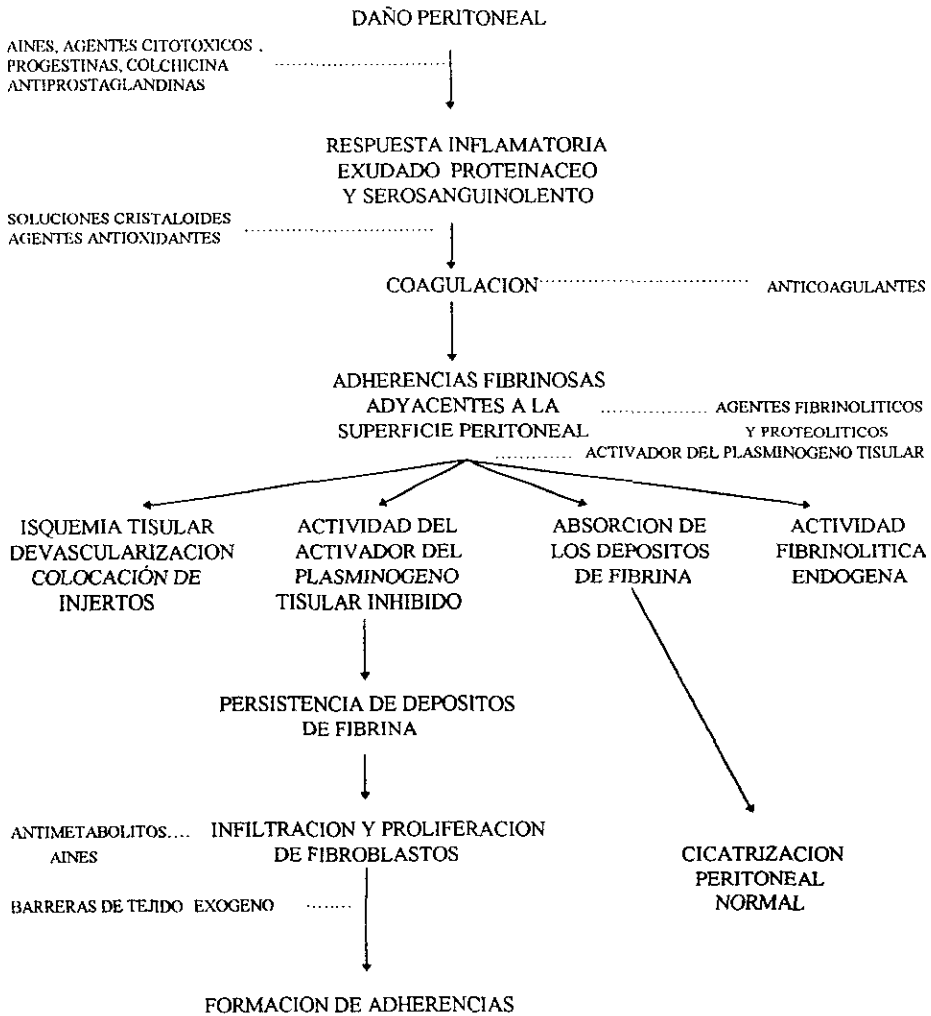 DAÑO PERITONEAL
AINES, AGENTES CITOTOXICOS .
PROGESTINAS, COLCHICINA ....................
ANTIPROSTAGLANDINAS
RESPUESTA INFLAMATORIA
EXUDADO PROTEINACEO
Y SEROSANGUINOLENTO
SOLUCIONES CRISTALOIDES
AGENTES ANTIOXIDANTES ....................
COAGULACION .................... ANTICOAGULANTES
ADHERENCIAS FIBRINOSAS
ADYACENTES A LA
SUPERFICIE PERITONEAL
................ AGENTES FIBRINOLITICOS
Y PROTEOLITICOS
........... ACTIVADOR DEL PLASMINOGENO TISULAR
ISQUEMIA TISULAR
DEVASCULARIZACION
COLOCACIÓN DE
INJERTOS
ACTIVIDAD DEL
ACTIVADOR DEL
PLASMINOGENO
TISULAR INHIBIDO
ABSORCION DE
LOS DEPOSITOS
DE FIBRINA
ACTIVIDAD
FIBRINOLITICA
ENDOGENA
PERSISTENCIA DE DEPOSITOS
DE FIBRINA
ANTIMETABOLITOS....
AINES
INFILTRACION Y PROLIFERACION
DE FIBROBLASTOS
CICATRIZACION
PERITONEAL
NORMAL
BARRERAS DE TEJIDO EXOGENO ........
FORMACION DE ADHERENCIAS